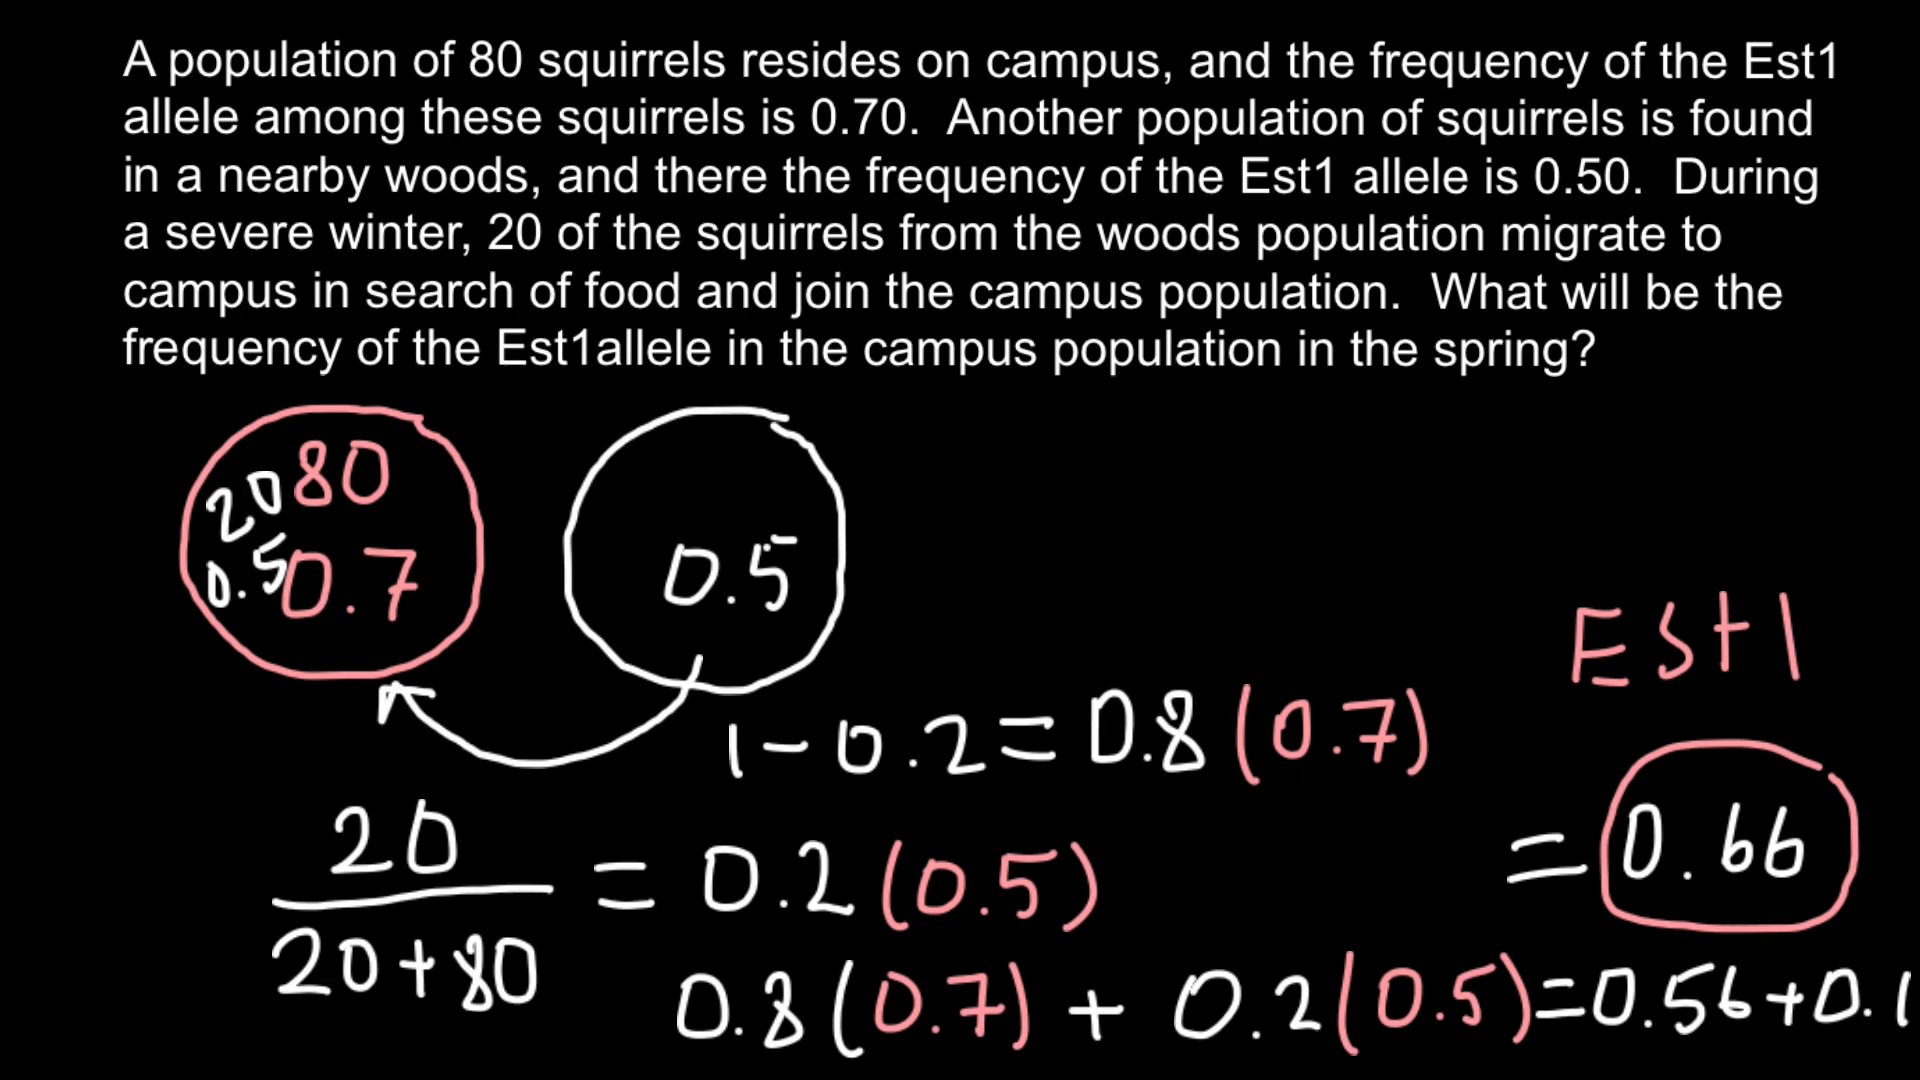 A population of 80 squirrels resides on campus, and the frequency of the Est1
allele among these squirrels is 0.70. Another population of squirrels is found
in a nearby woods, and there the frequency of the Est1 allele is 0.50. During
a severe winter, 20 of the squirrels from the woods population migrate to
campus in search of food and join the campus population. What will be the
frequency of the Est1allele in the campus population in the spring?
20 80
0.5 0.7
0.5
Est1
1-0.2=0.8(0.7)
20
20+80
=0.2(0.5)
=0.66
0.8(0.7)+0.2(0.5)=0.56+0.1